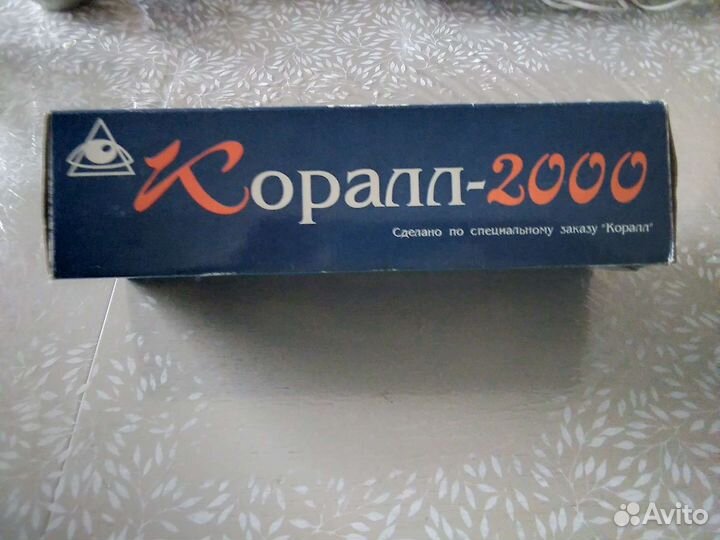 Коралл-2000
Сделано по специальному заказу "Коралл"
Avito